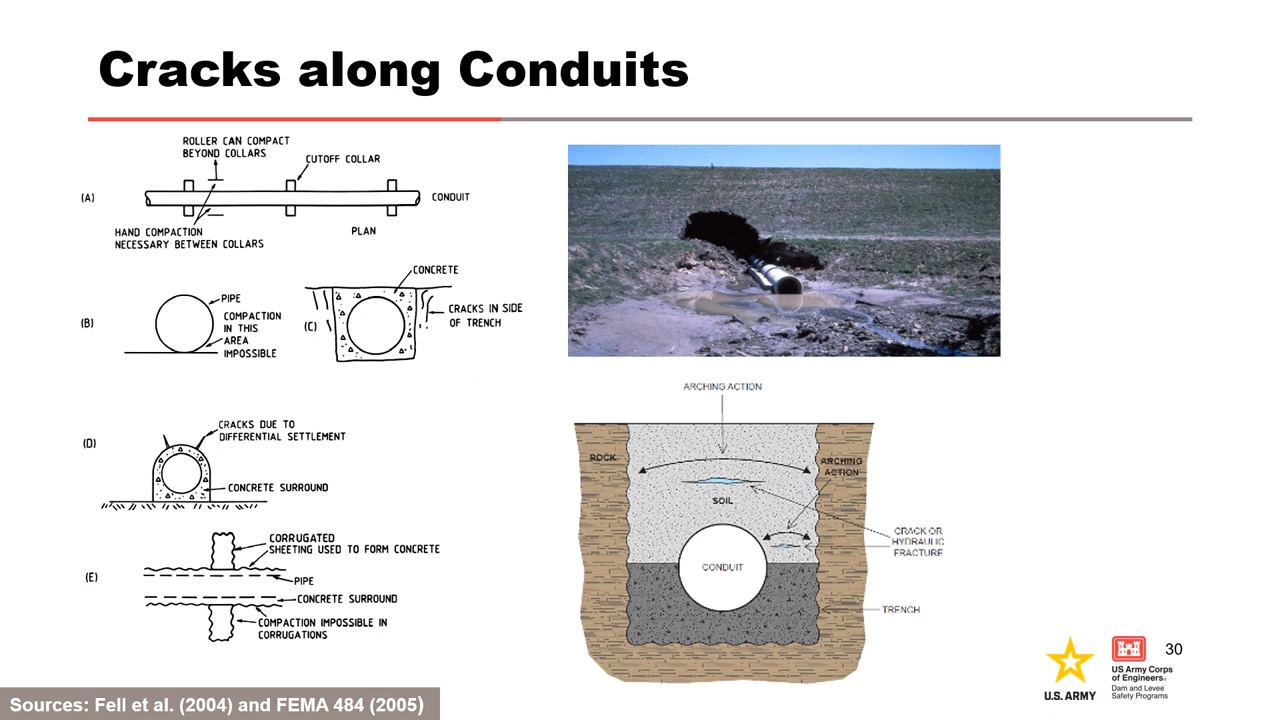 Cracks along Conduits
ROLLER CAN COMPACT
BEYOND COLLARS
CUTOFF COLLAR
(A)
CONDUIT
HAND COMPACTION
NECESSARY BETWEEN COLLARS
PLAN
CONCRETE
PIPE
(B)
COMPACTION
IN THIS
AREA
IMPOSSIBLE
(C)
CRACKS IN SIDE
OF TRENCH
(D)
CRACKS DUE TO
DIFFERENTIAL SETTLEMENT
CONCRETE SURROUND
CORRUGATED
SHEETING USED TO FORM CONCRETE
(E)
PIPE
CONCRETE SURROUND
COMPACTION IMPOSSIBLE IN
CORRUGATIONS
ARCHING ACTION
ROCK
ARCHING
ACTION
SOIL
CRACK OR
HYDRAULIC
FRACTURE
CONDUIT
TRENCH
U.S. ARMY
US Army Corps
of Engineers®
Dam and Levee
Safety Programs
30
Sources: Fell et al. (2004) and FEMA 484 (2005)